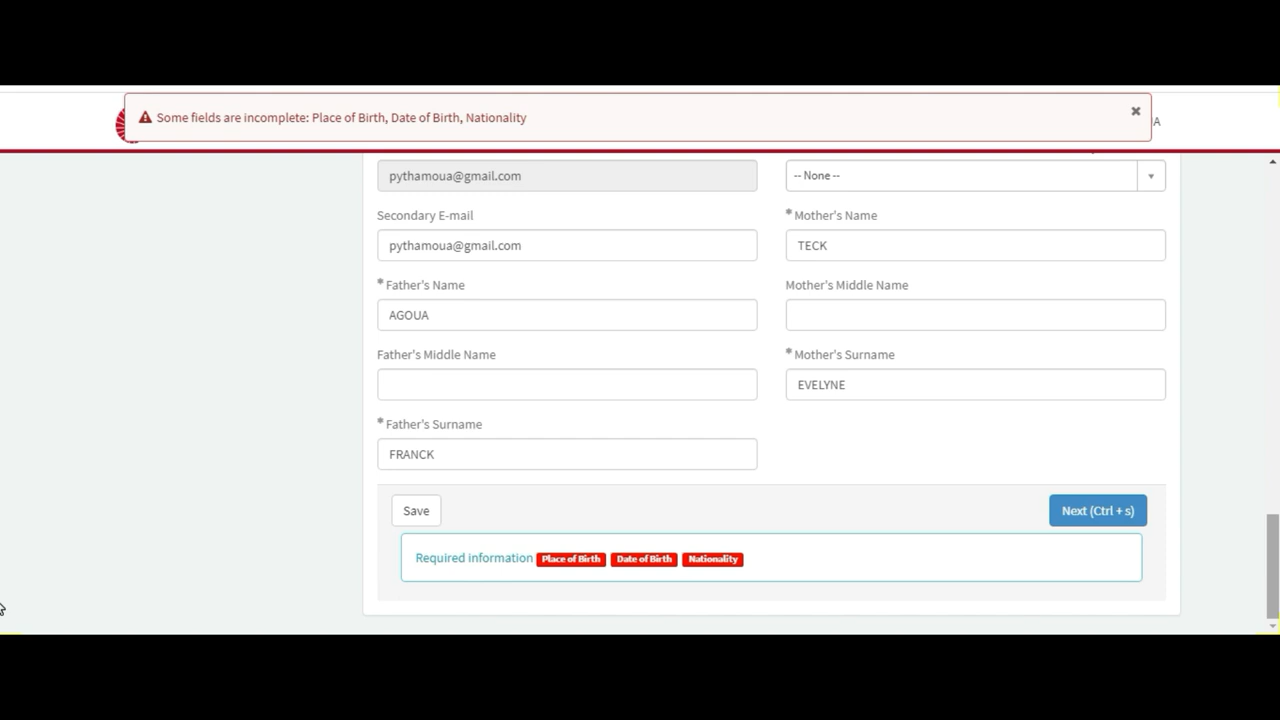 Some fields are incomplete: Place of Birth, Date of Birth, Nationality
A
pythamoua@gmail.com
-- None --
Secondary E-mail
* Mother's Name
pythamoua@gmail.com
TECK
* Father's Name
Mother's Middle Name
AGOUA
Father's Middle Name
* Mother's Surname
EVELYNE
* Father's Surname
FRANCK
Save
Next (Ctrl + s)
Required information Place of Birth Date of Birth Nationality